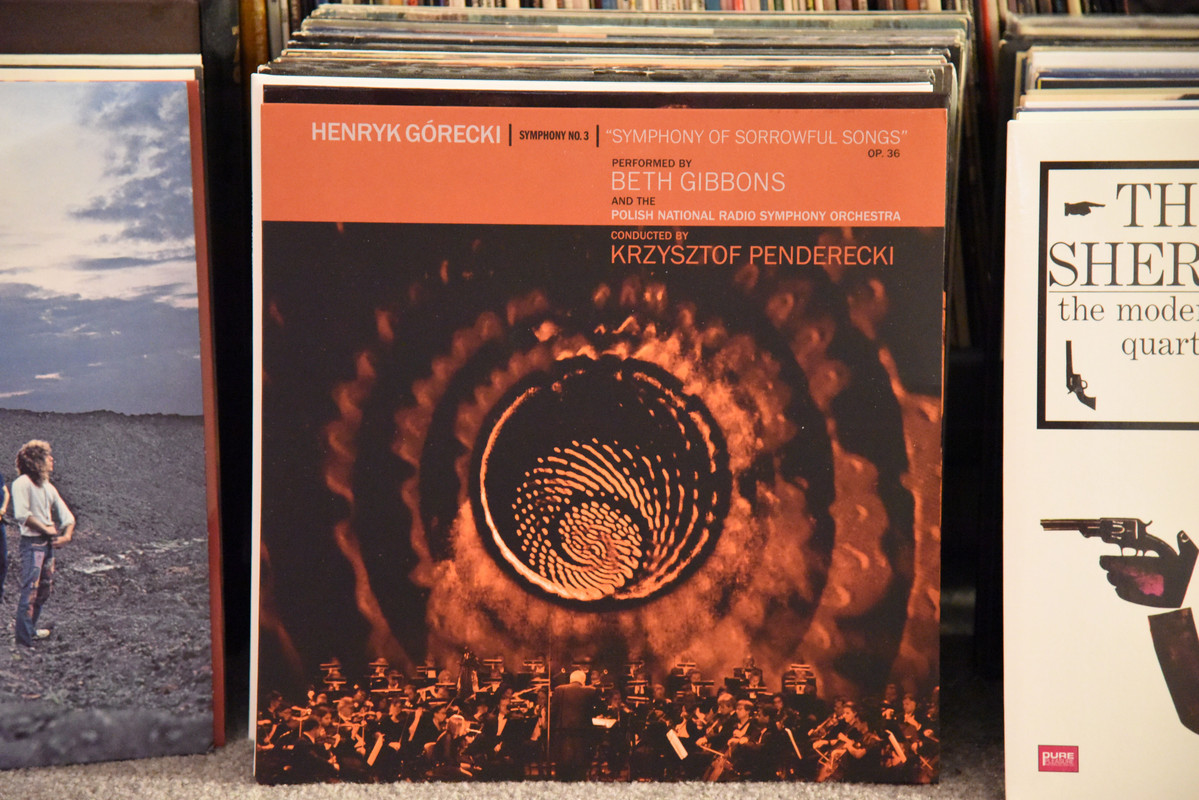 HENRYK GÓRECKI | SYMPHONY NO. 3 | "SYMPHONY OF SORROWFUL SONGS"
OP. 36
PERFORMED BY
BETH GIBBONS
AND THE
POLISH NATIONAL RADIO SYMPHONY ORCHESTRA
CONDUCTED BY
KRZYSZTOF PENDERECKI
TH
SHER
the moder
quart
PURE
PLEASURE